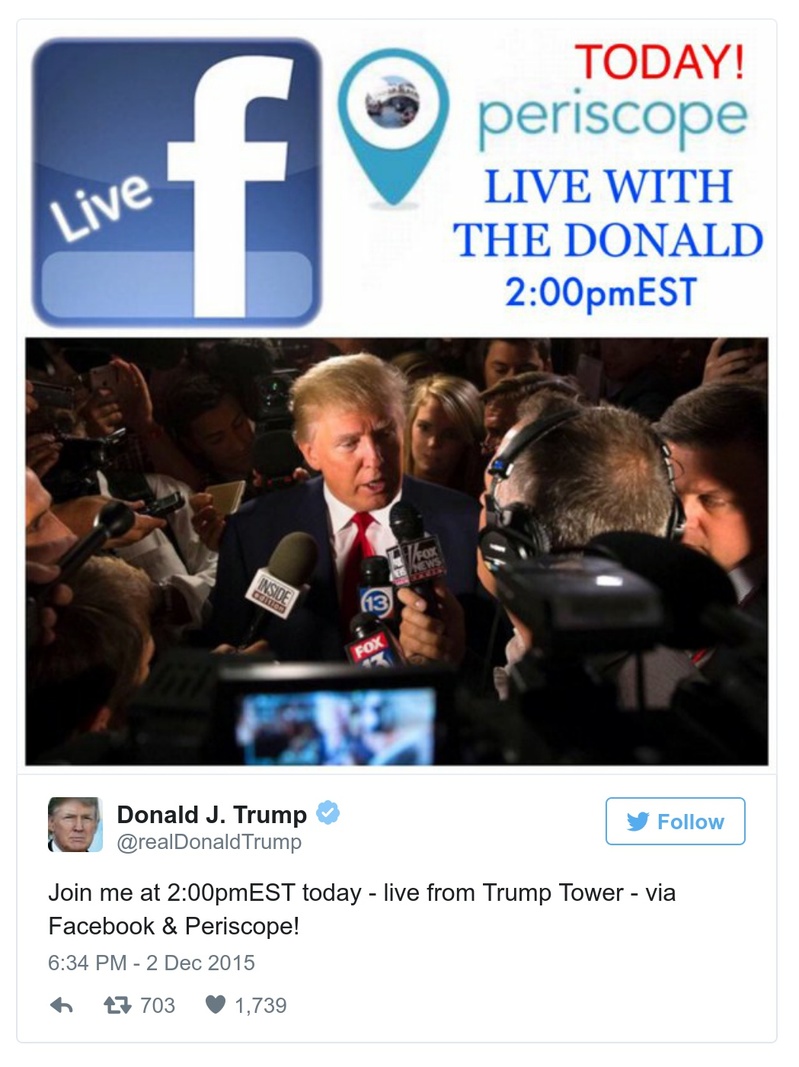 TODAY!
f
Live
periscope
LIVE WITH
THE DONALD
2:00pmEST
INSIDE
EDITION
FOX
NEWS
13
FOX
13
Donald J. Trump
@realDonaldTrump
Follow
Join me at 2:00pmEST today - live from Trump Tower - via
Facebook & Periscope!
6:34 PM - 2 Dec 2015
703
1,739